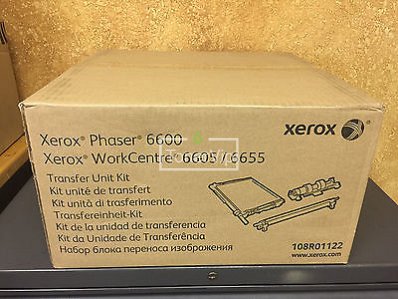 Xerox® Phaser® 6600
Xerox® WorkCentre® 6605 / 6655
xerox
Transfer Unit Kit
Kit unité de transfert
Kit unità di trasferimento
Transfereinheit-Kit
Kit de la unidad de transferencia
Kit da Unidade de Transferência
Набор блока переноса изображения
108R01122
www.xerox.com